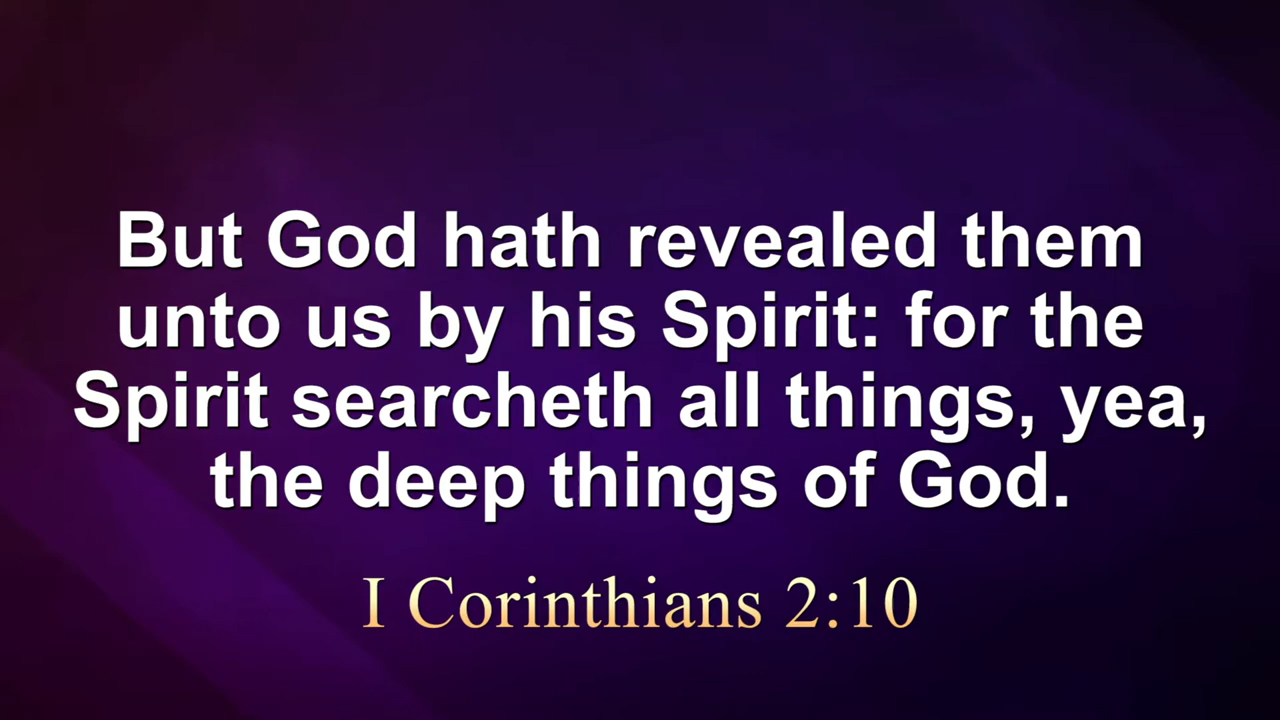 But God hath revealed them
unto us by his Spirit: for the
Spirit searcheth all things, yea,
the deep things of God.
I Corinthians 2:10